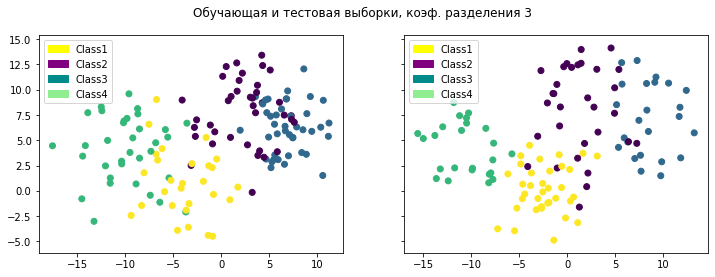 Обучающая и тестовая выборки, коэф. разделения 3
Class1
Class2
Class3
Class4
15.0
12.5
10.0
7.5
5.0
2.5
0.0
−2.5
−5.0
−15
−10
−5
0
5
10
Class1
Class2
Class3
Class4
−15
−10
−5
0
5
10